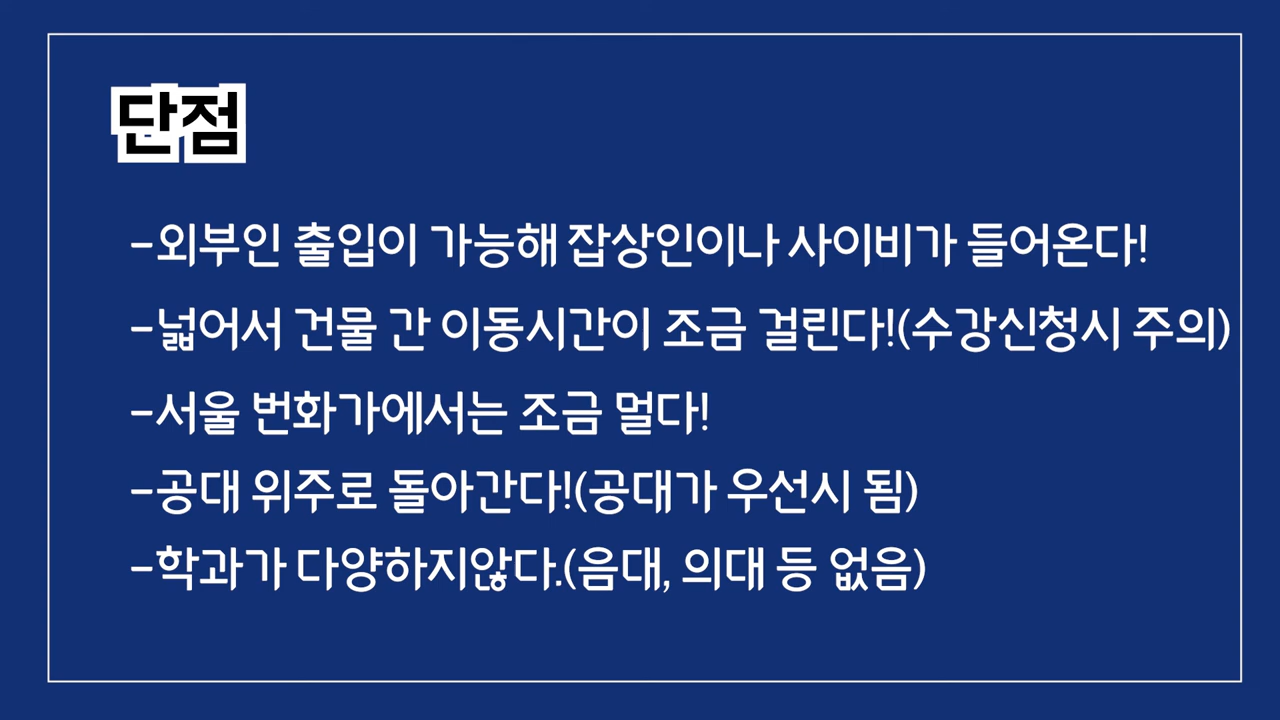 단점
-외부인 출입이 가능해 잡상인이나 사이비가 들어온다!
-넓어서 건물 간 이동시간이 조금 걸린다!(수강신청시 주의)
-서울 번화가에서는 조금 멀다!
-공대 위주로 돌아간다!(공대가 우선시 됨)
-학과가 다양하지않다.(음대, 의대 등 없음)